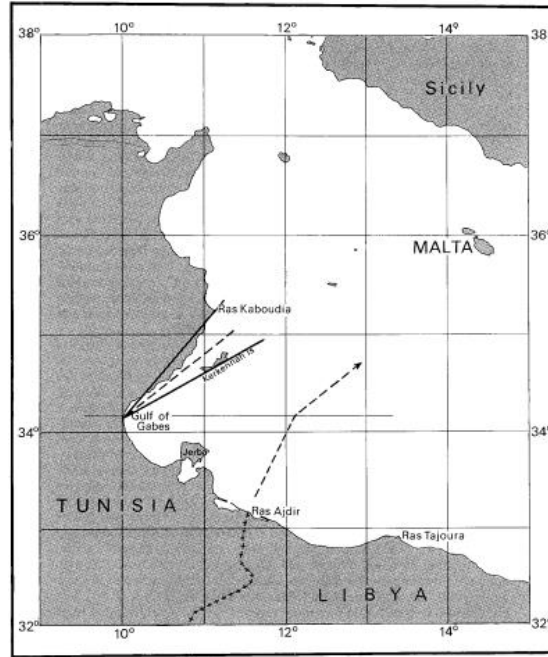 10°
12°
14°
38°
38°
Sicily
36°
36°
MALTA
Ras Kaboudia
Kerkennah Is
Gulf of
Gabes
34°
34°
Jerba
TUNISIA
Ras Ajdir
Ras Tajoura
LIBYA
32°
32°
10°
12°
14°